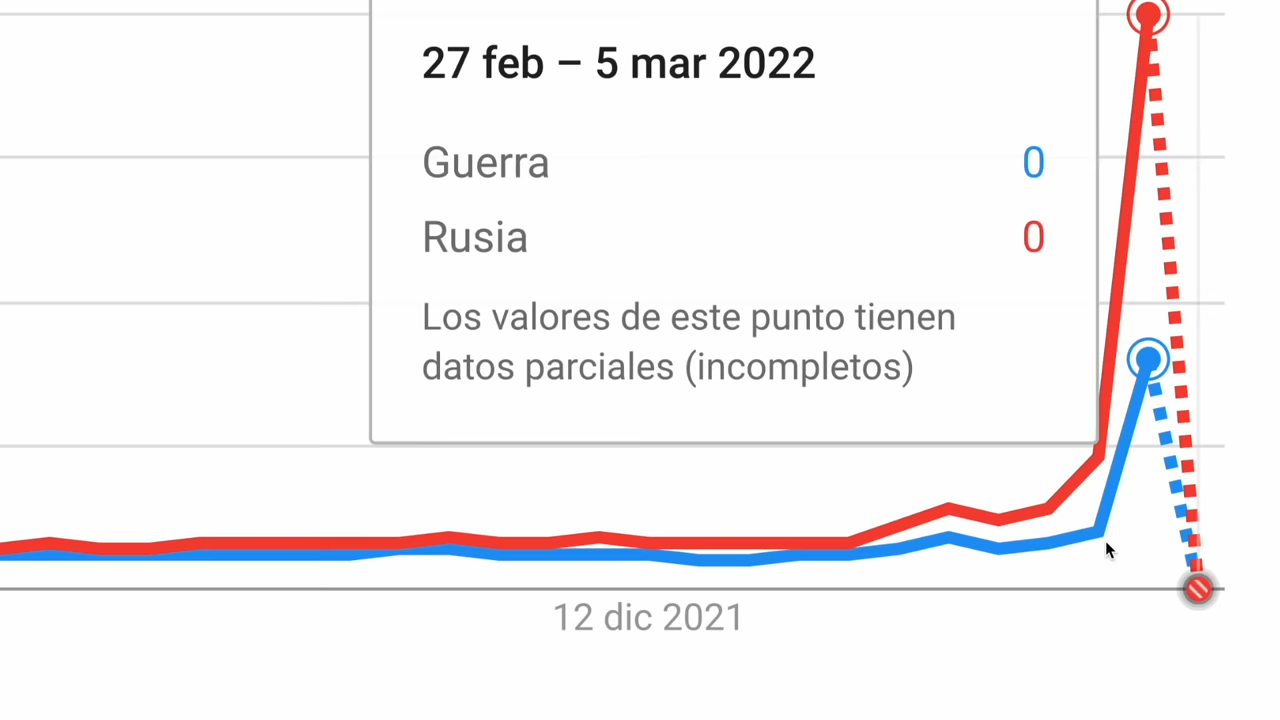 27 feb – 5 mar 2022
Guerra 0
Rusia 0
Los valores de este punto tienen
datos parciales (incompletos)
12 dic 2021